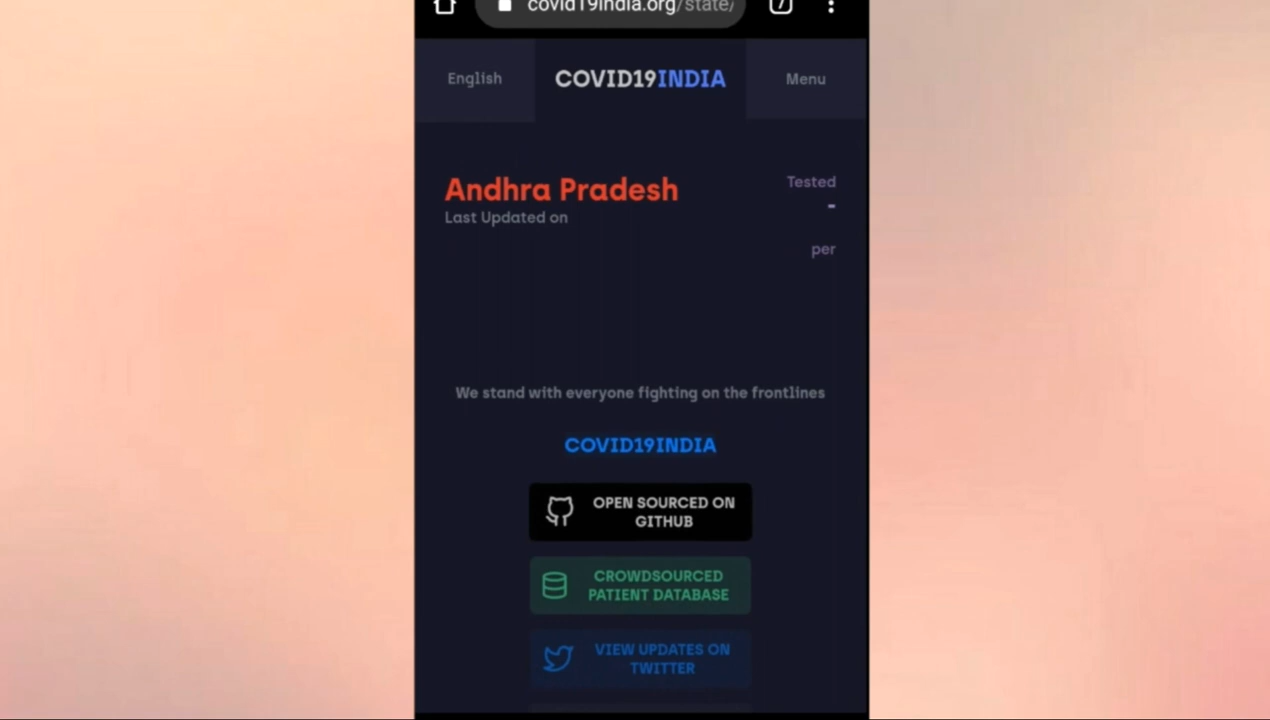 covid19india.org/state/
7
English
COVID19INDIA
Menu
Andhra Pradesh
Last Updated on
Tested
-
per
We stand with everyone fighting on the frontlines
COVID19INDIA
OPEN SOURCED ON
GITHUB
CROWDSOURCED
PATIENT DATABASE
VIEW UPDATES ON
TWITTER